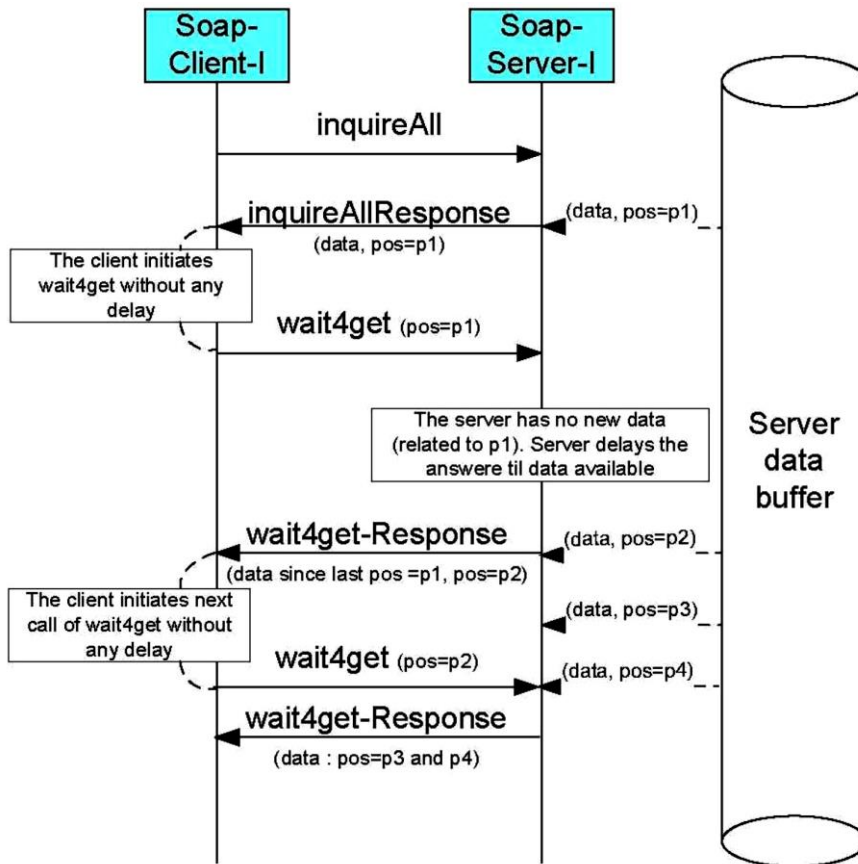 Soap-
Client-I
Soap-
Server-I
inquireAll
inquireAllResponse
(data, pos=p1)
(data, pos=p1)
The client initiates
wait4get without any
delay
wait4get (pos=p1)
The server has no new data
(related to p1). Server delays the
answere til data available
Server
data
buffer
wait4get-Response
(data, pos=p2)
(data since last pos =p1, pos=p2)
The client initiates next
call of wait4get without
any delay
(data, pos=p3)
wait4get (pos=p2)
(data, pos=p4)
wait4get-Response
(data : pos=p3 and p4)